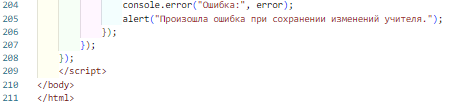 204 console.error("Ошибка:", error);
205 alert("Произошла ошибка при сохранении изменений учителя.");
206 });
207 });
208 });
209 </script>
210 </body>
211 </html>